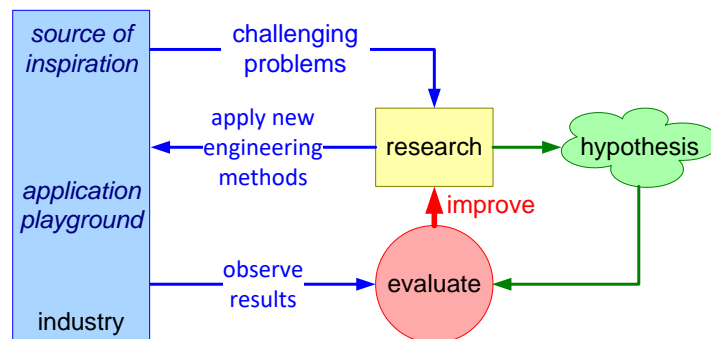 source of
inspiration
challenging
problems
apply new
engineering
methods
research
hypothesis
application
playground
improve
observe
results
evaluate
industry